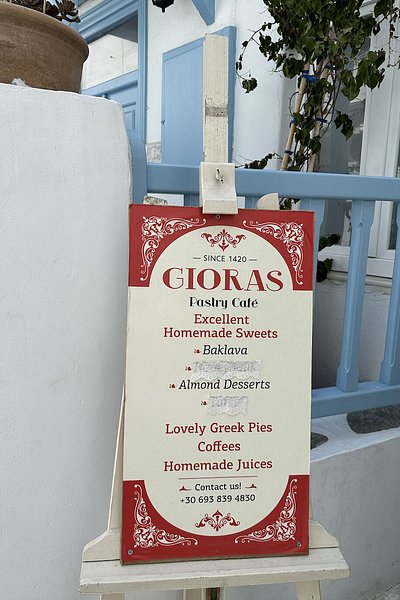 — SINCE 1420 —
GIORAS
Pastry Café
Excellent
Homemade Sweets
Baklava
Almond Desserts
Lovely Greek Pies
Coffees
Homemade Juices
Contact us!
+30 693 839 4830